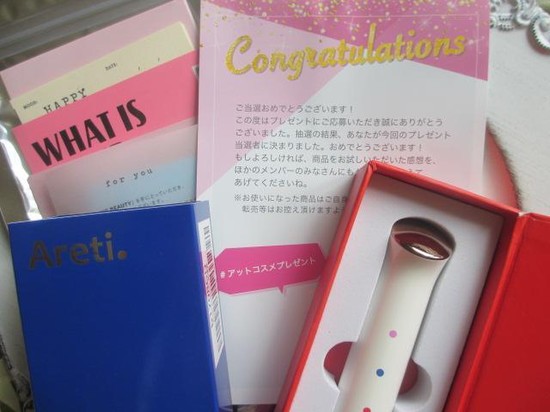 Congratulations
DATE:
MOOD:
HAPPY
WHAT IS
for you
Areti.
ご当選おめでとうございます！
この度はプレゼントにご応募いただき誠にありがとう
ございました。抽選の結果、あなたが今回のプレゼント
当選者に決まりました。おめでとうございます！
もしよろしければ、商品をお試しいただいた感想を、
ほかのメンバーのみなさんにも
あげてくださいね。
※お使いになった商品はご自身
転売等はお控え頂けますよ
#アットコスメプレゼント